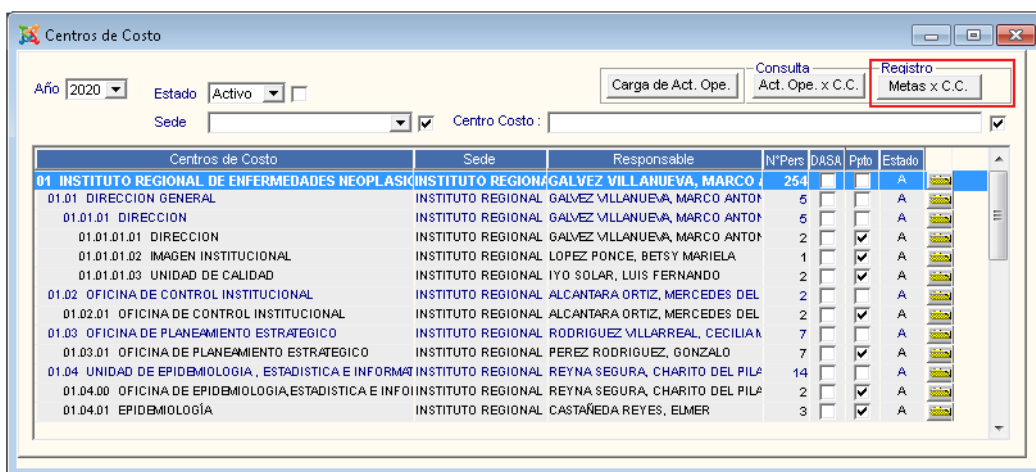 Centros de Costo
Año 2020 Estado Activo Carga de Act. Ope. Consulta Act. Ope. x C.C. Registro Metas x C.C.
Sede Centro Costo :
Centros de Costo Sede Responsable N°Pers DASA Ppto Estado
01 INSTITUTO REGIONAL DE ENFERMEDADES NEOPLASIC INSTITUTO REGIONA GALVEZ VILLANUEVA, MARCO 254 A
01.01 DIRECCION GENERAL INSTITUTO REGIONAL GALVEZ VILLANUEVA, MARCO ANTON 5 A
01.01.01 DIRECCION INSTITUTO REGIONAL GALVEZ VILLANUEVA, MARCO ANTON 5 A
01.01.01.01 DIRECCION INSTITUTO REGIONAL GALVEZ VILLANUEVA, MARCO ANTON 2 A
01.01.01.02 IMAGEN INSTITUCIONAL INSTITUTO REGIONAL LOPEZ PONCE, BETSY MARIELA 1 A
01.01.01.03 UNIDAD DE CALIDAD INSTITUTO REGIONAL IYO SOLAR, LUIS FERNANDO 2 A
01.02 OFICINA DE CONTROL INSTITUCIONAL INSTITUTO REGIONAL ALCANTARA ORTIZ, MERCEDES DEL 2 A
01.02.01 OFICINA DE CONTROL INSTITUCIONAL INSTITUTO REGIONAL ALCANTARA ORTIZ, MERCEDES DEL 2 A
01.03 OFICINA DE PLANEAMIENTO ESTRATEGICO INSTITUTO REGIONAL RODRIGUEZ VILLARREAL, CECILIA 7 A
01.03.01 OFICINA DE PLANEAMIENTO ESTRATEGICO INSTITUTO REGIONAL PEREZ RODRIGUEZ, GONZALO 7 A
01.04 UNIDAD DE EPIDEMIOLOGIA , ESTADISTICA E INFORMAT INSTITUTO REGIONAL REYNA SEGURA, CHARITO DEL PILA 14 A
01.04.00 OFICINA DE EPIDEMIOLOGIA,ESTADISTICA E INFO INSTITUTO REGIONAL REYNA SEGURA, CHARITO DEL PILA 2 A
01.04.01 EPIDEMIOLOGÍA INSTITUTO REGIONAL CASTAÑEDA REYES, ELMER 3 A